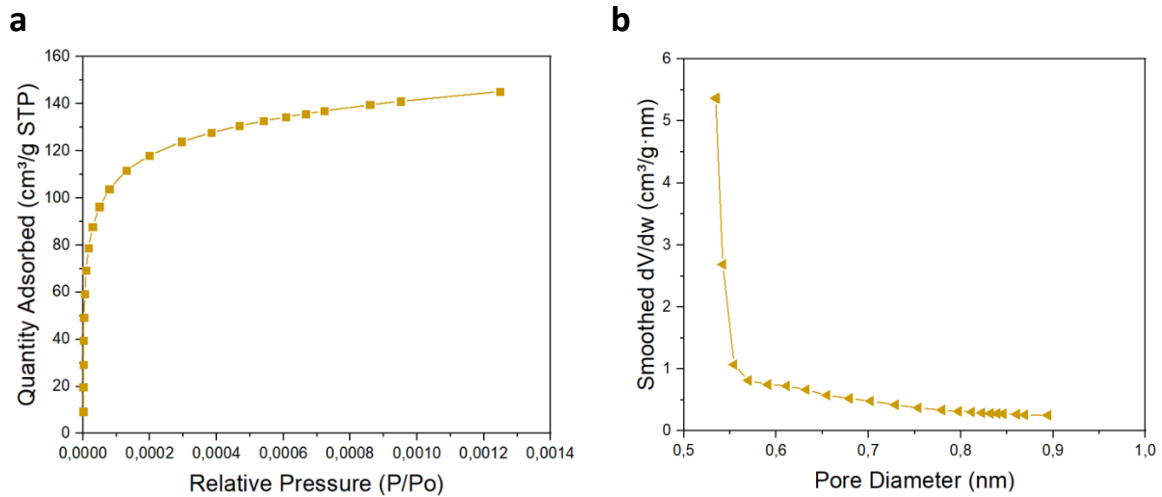 a
160
140
120
100
80
60
40
20
0
Quantity Adsorbed (cm³/g STP)
0,0000 0,0002 0,0004 0,0006 0,0008 0,0010 0,0012 0,0014
Relative Pressure (P/Po)
b
6
5
4
3
2
1
0
Smoothed dV/dw (cm³/g·nm)
0,5 0,6 0,7 0,8 0,9 1,0
Pore Diameter (nm)